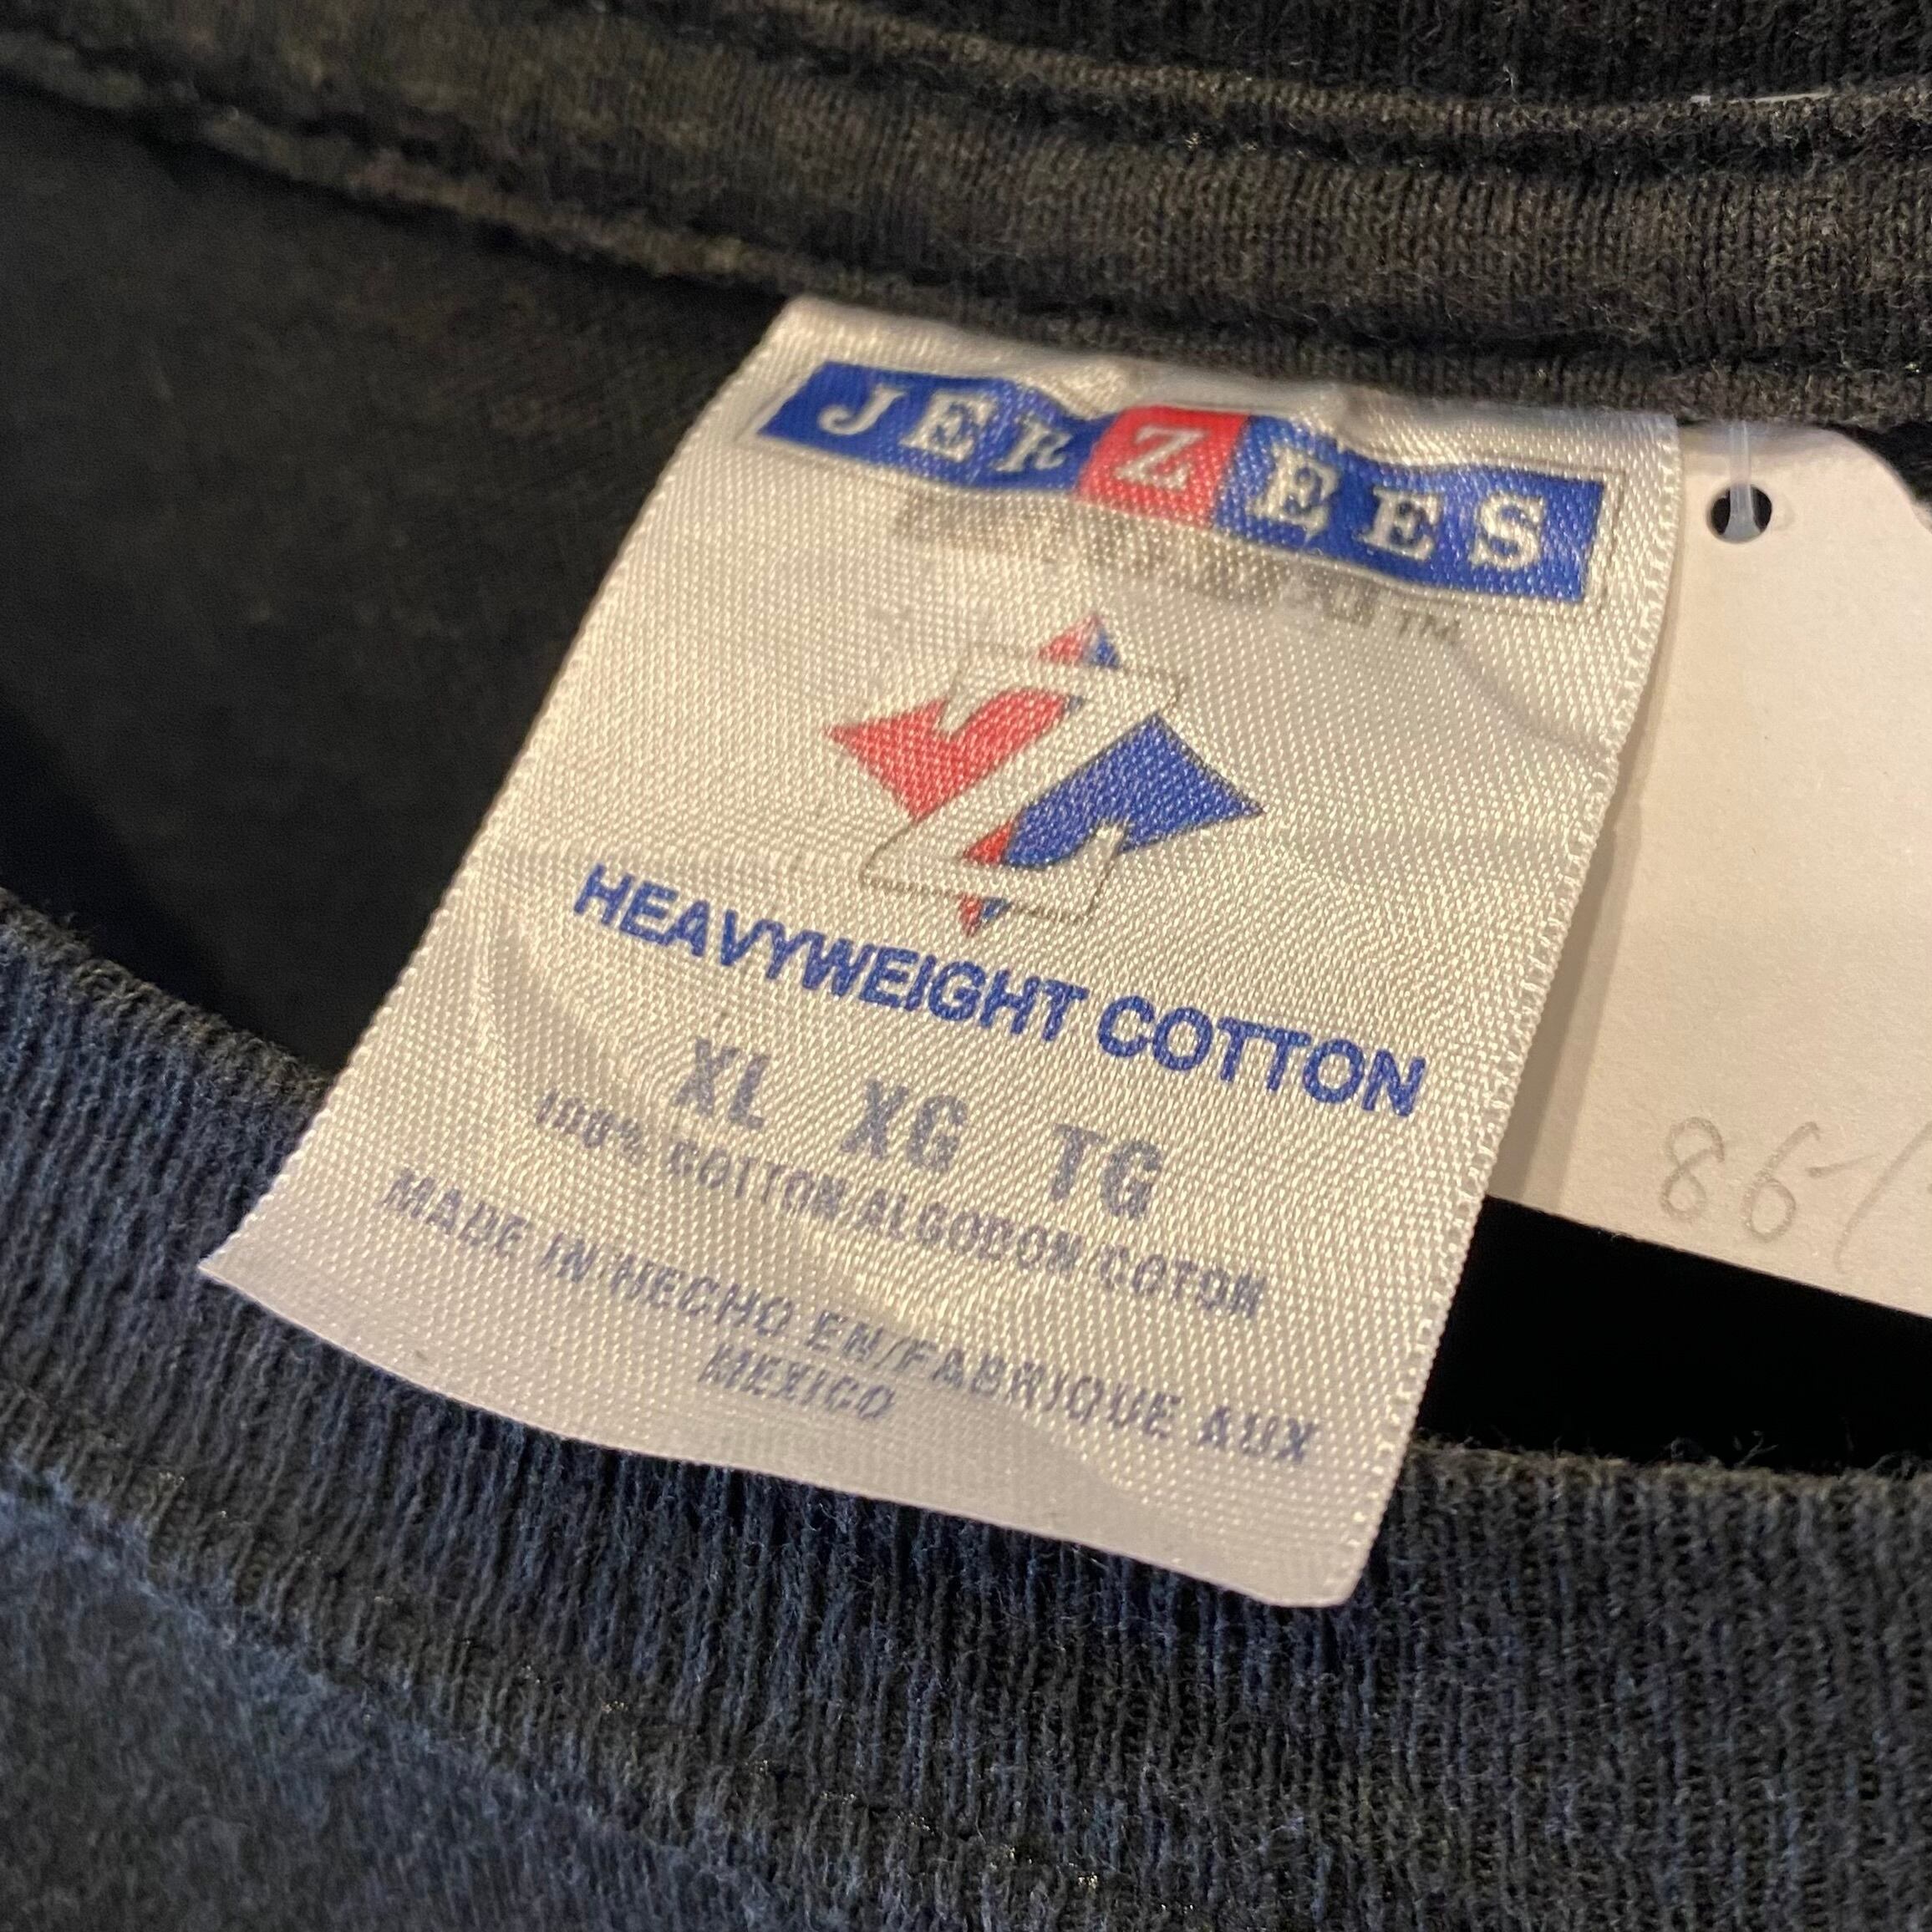 JERZEES
Z
HEAVYWEIGHT COTTON
XL XG TG
100% COTTON/ALGODON/COTON
MADE IN/HECHO EN/FABRIQUE AUX
MEXICO